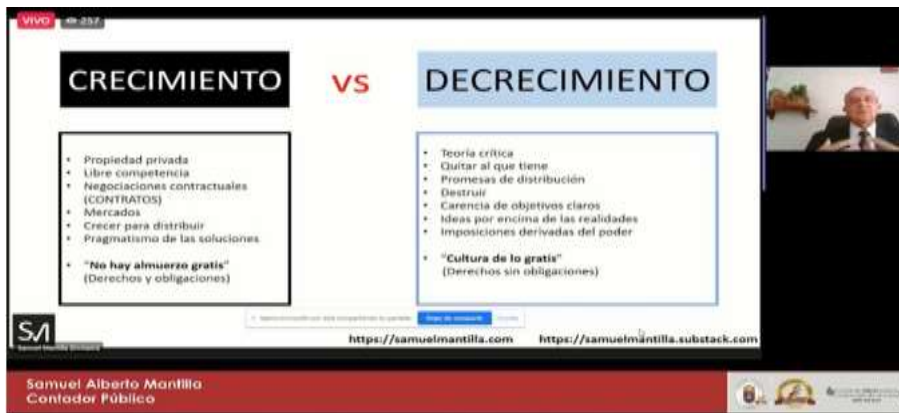 VIVO 257
CRECIMIENTO
VS
DECRECIMIENTO
• Propiedad privada
• Libre competencia
• Negociaciones contractuales
(CONTRATOS)
• Mercados
• Crecer para distribuir
• Pragmatismo de las soluciones
• "No hay almuerzo gratis"
(Derechos y obligaciones)
• Teoría crítica
• Quitar al que tiene
• Promesas de distribución
• Destruir
• Carencia de objetivos claros
• Ideas por encima de las realidades
• Imposiciones derivadas del poder
• "Cultura de lo gratis"
(Derechos sin obligaciones)
SM
https://samuelmantilla.com https://samuelmantilla.substack.com
Samuel Alberto Mantilla
Contador Público